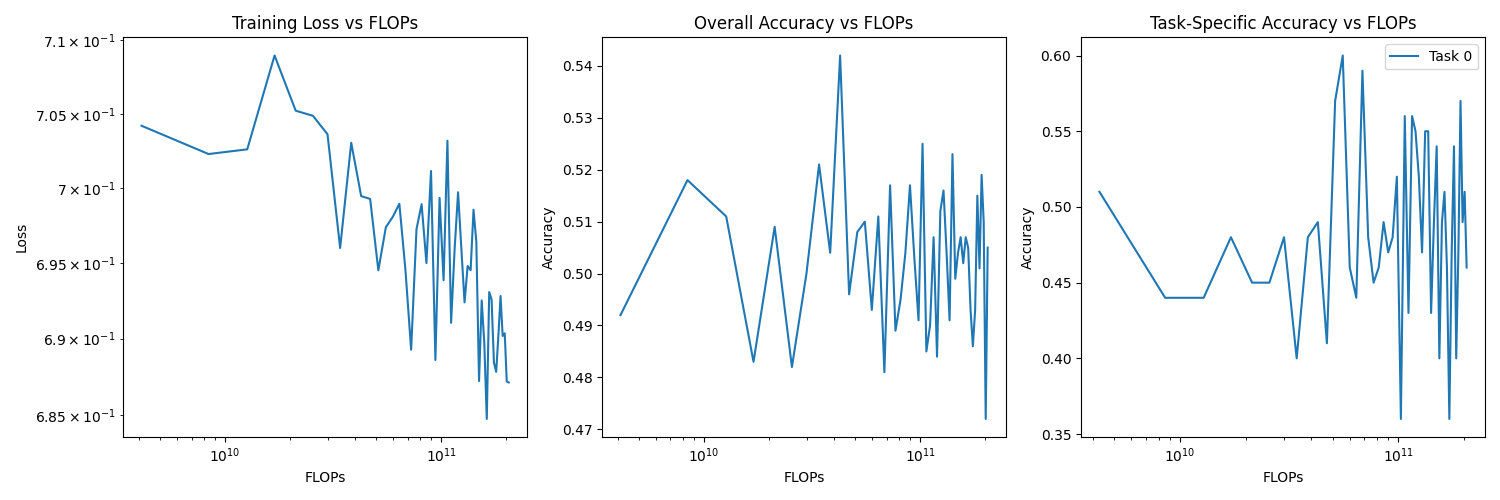 Training Loss vs FLOPs
7.1 × 10⁻¹
7.05 × 10⁻¹
7 × 10⁻¹
6.95 × 10⁻¹
6.9 × 10⁻¹
6.85 × 10⁻¹
Loss
10¹⁰ 10¹¹
FLOPs
Overall Accuracy vs FLOPs
0.54
0.53
0.52
0.51
0.50
0.49
0.48
0.47
Accuracy
10¹⁰ 10¹¹
FLOPs
Task-Specific Accuracy vs FLOPs
Task 0
0.60
0.55
0.50
0.45
0.40
0.35
Accuracy
10¹⁰ 10¹¹
FLOPs